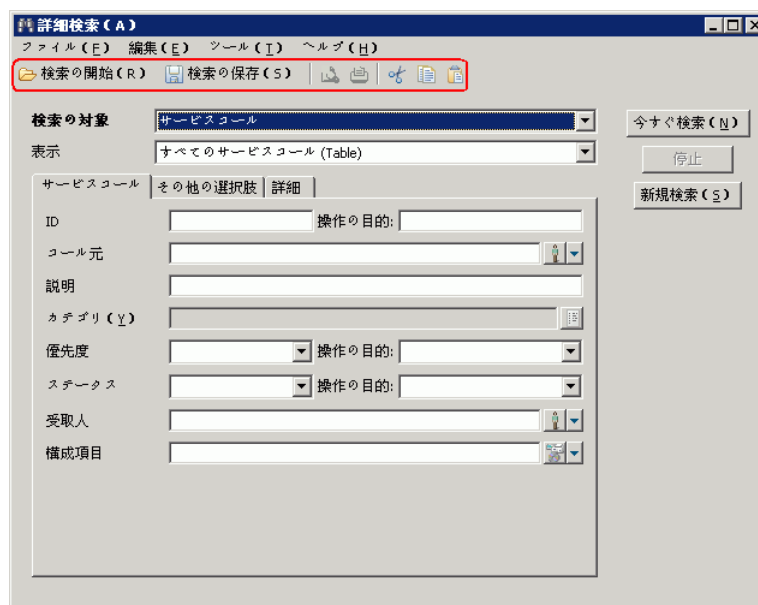 詳細検索(A)
ファイル(F) 編集(E) ツール(T) ヘルプ(H)
検索の開始(R) 検索の保存(S)
検索の対象 サービスコール 今すぐ検索(N)
表示 すべてのサービスコール (Table) 停止
サービスコール その他の選択肢 詳細 新規検索(S)
ID 操作の目的:
コール元
説明
カテゴリ(Y)
優先度 操作の目的:
ステータス 操作の目的:
受取人
構成項目